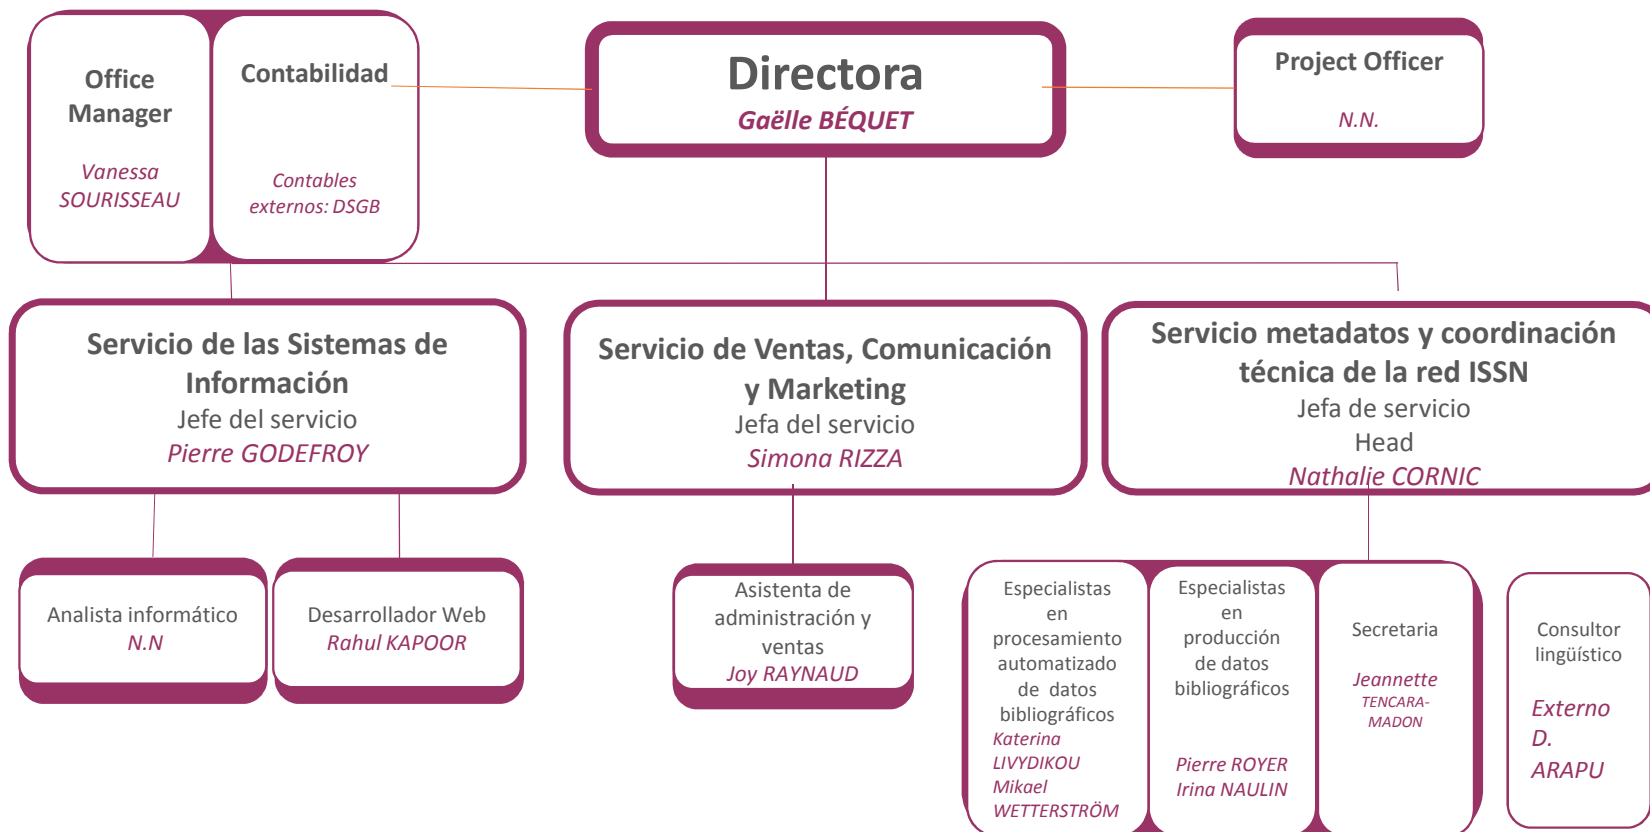 Office
Manager
Vanessa
SOURISSEAU
Contabilidad
Contables
externos: DSGB
Directora
Gaëlle BÉQUET
Project Officer
N.N.
Servicio de las Sistemas de
Información
Jefe del servicio
Pierre GODEFROY
Servicio de Ventas, Comunicación
y Marketing
Jefa del servicio
Simona RIZZA
Servicio metadatos y coordinación
técnica de la red ISSN
Jefa de servicio
Head
Nathalie CORNIC
Analista informático
N.N
Desarrollador Web
Rahul KAPOOR
Asistenta de
administración y
ventas
Joy RAYNAUD
Especialistas
en
procesamiento
automatizado
de datos
bibliográficos
Katerina
LIVYDIKOU
Mikael
WETTERSTRÖM
Especialistas
en
producción
de datos
bibliográficos
Pierre ROYER
Irina NAULIN
Secretaria
Jeannette
TENCARA-
MADON
Consultor
lingüístico
Externo
D.
ARAPU